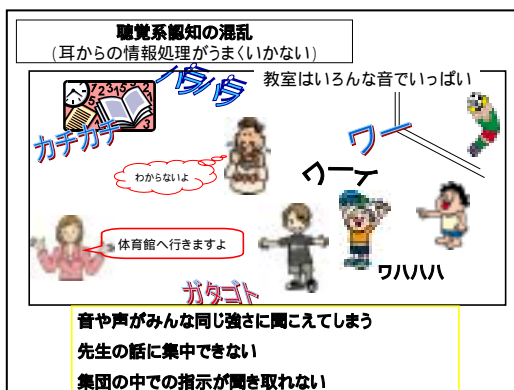 聴覚系認知の混乱
(耳からの情報処理がうまくいかない)
パラパラ
教室はいろんな音でいっぱい
カチカチ
ワー
わからないよ
ワーイ
体育館へ行きますよ
ワハハハ
ガタゴト
音や声がみんな同じ強さに聞こえてしまう
先生の話に集中できない
集団の中での指示が聞き取れない